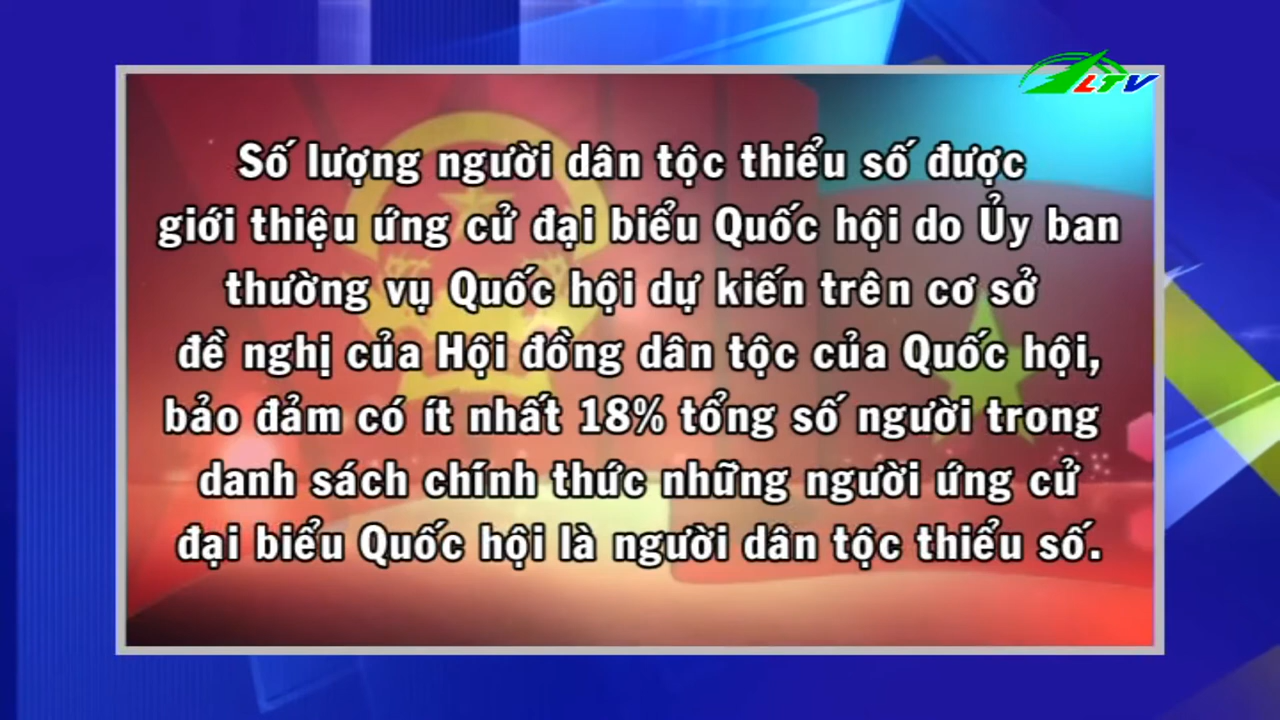 LTV
Số lượng người dân tộc thiểu số được
giới thiệu ứng cử đại biểu Quốc hội do Ủy ban
thường vụ Quốc hội dự kiến trên cơ sở
đề nghị của Hội đồng dân tộc của Quốc hội,
bảo đảm có ít nhất 18% tổng số người trong
danh sách chính thức những người ứng cử
đại biểu Quốc hội là người dân tộc thiểu số.